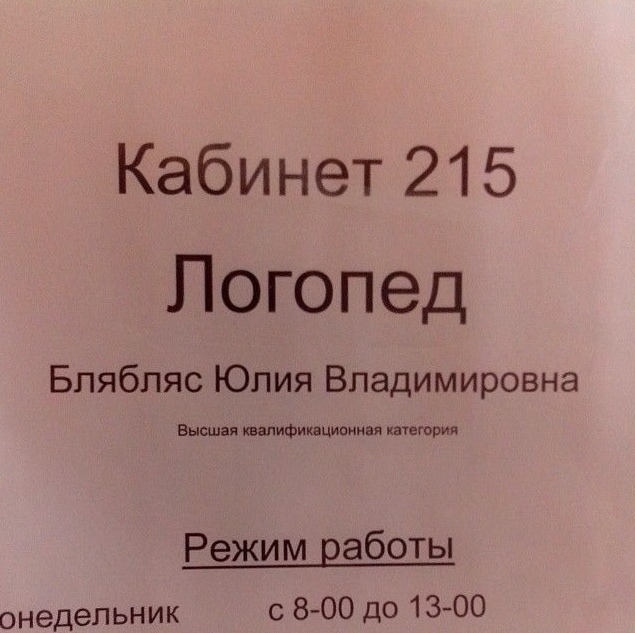 Кабинет 215
Логопед
Блябляс Юлия Владимировна
Высшая квалификационная категория
Режим работы
онедельник с 8-00 до 13-00